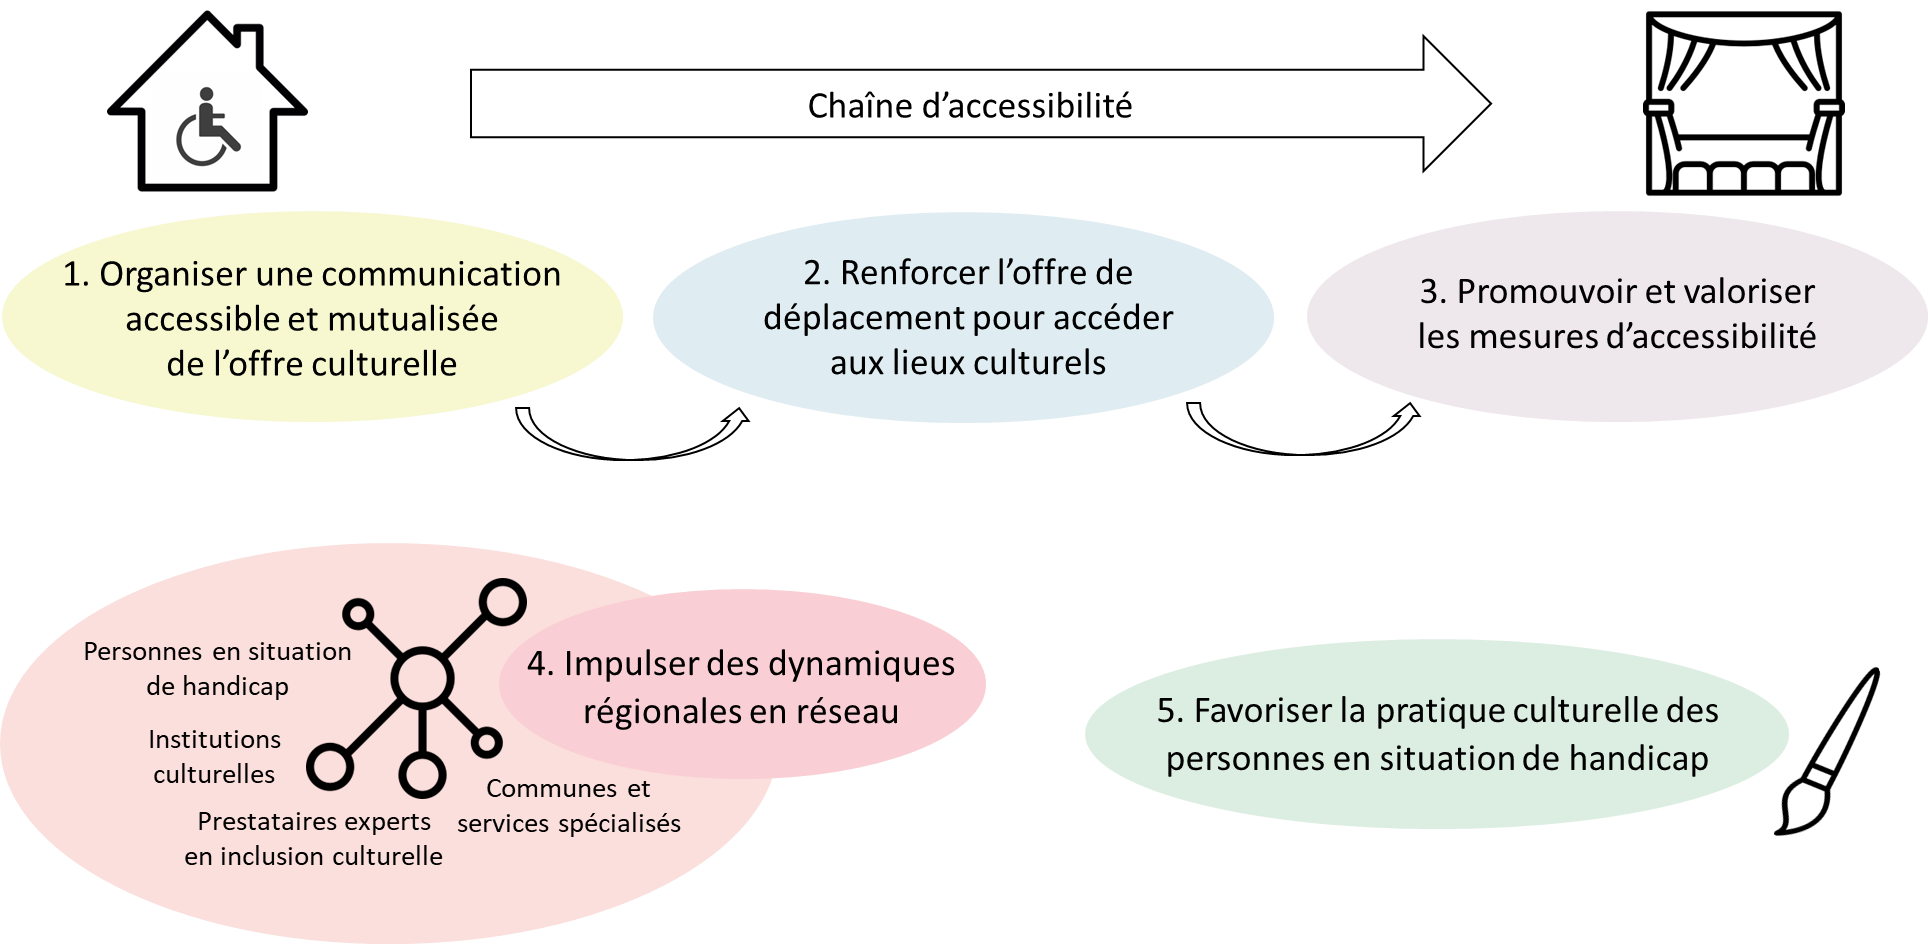 Chaîne d’accessibilité
1. Organiser une communication
accessible et mutualisée
de l’offre culturelle
2. Renforcer l’offre de
déplacement pour accéder
aux lieux culturels
3. Promouvoir et valoriser
les mesures d’accessibilité
Personnes en situation
de handicap
Institutions
culturelles
Prestataires experts
en inclusion culturelle
Communes et
services spécialisés
4. Impulser des dynamiques
régionales en réseau
5. Favoriser la pratique culturelle des
personnes en situation de handicap